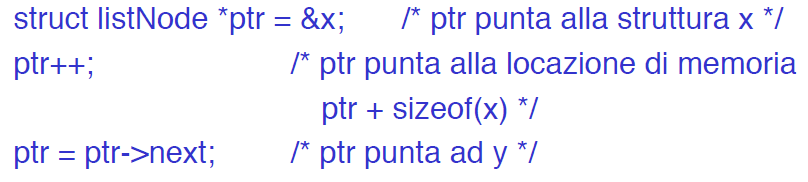 struct listNode *ptr = &x; /* ptr punta alla struttura x */
ptr++; /* ptr punta alla locazione di memoria
ptr + sizeof(x) */
ptr = ptr->next; /* ptr punta ad y */